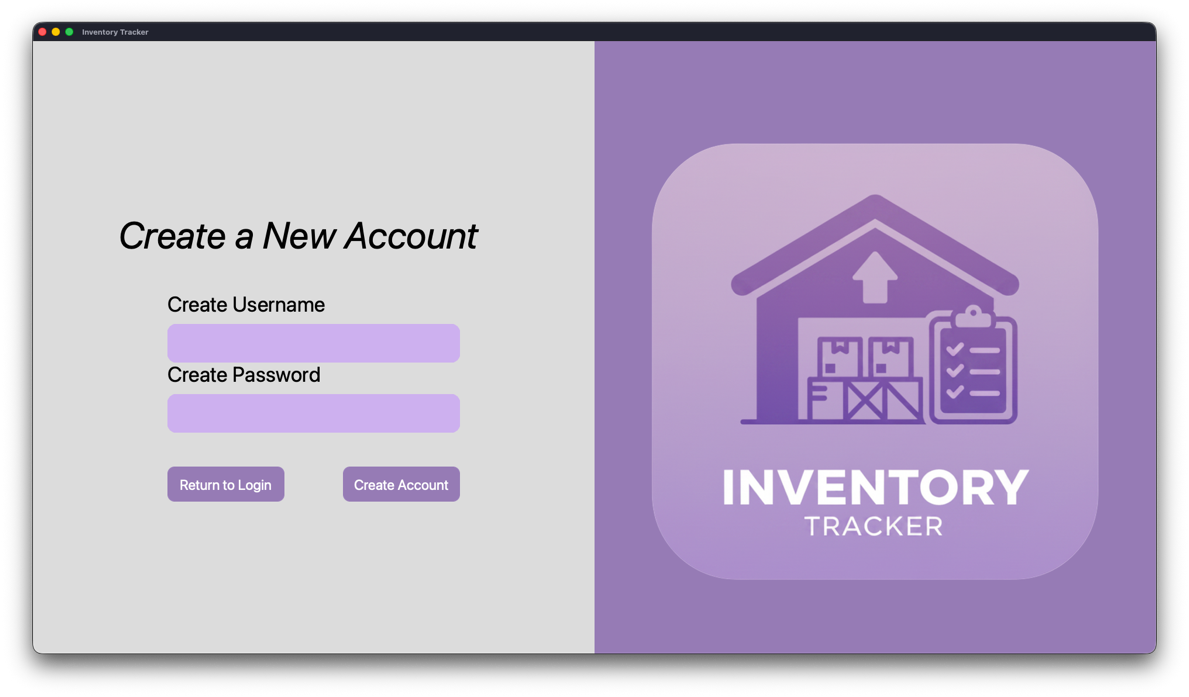 Inventory Tracker
Create a New Account
Create Username
Create Password
Return to Login
Create Account
INVENTORY
TRACKER